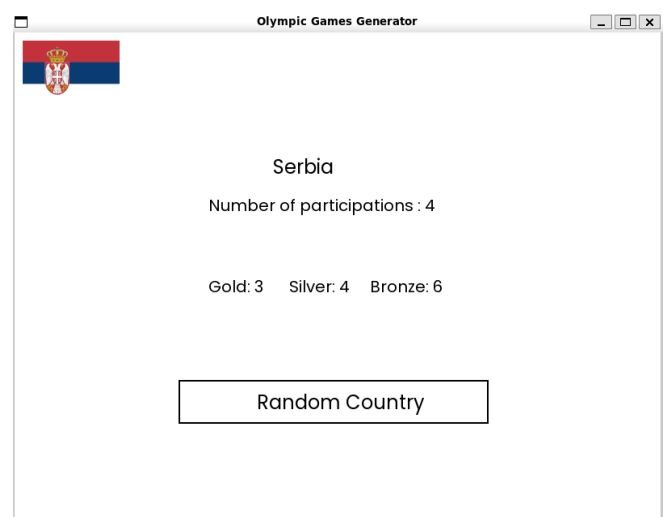 Olympic Games Generator
Serbia
Number of participations : 4
Gold: 3 Silver: 4 Bronze: 6
Random Country